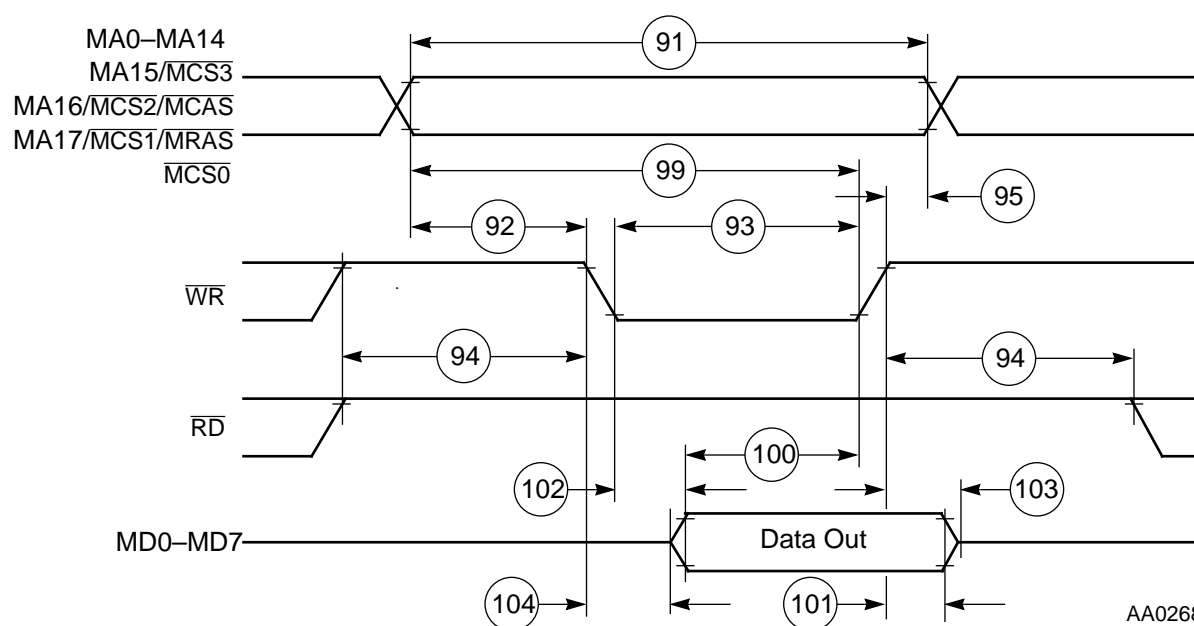 MA0–MA14
91
MA15/MCS3
MA16/MCS2/MCAS
MA17/MCS1/MRAS
MCS0
99
95
92
93
WR
94
94
RD
100
102
103
MD0–MD7
Data Out
104
101
AA0268